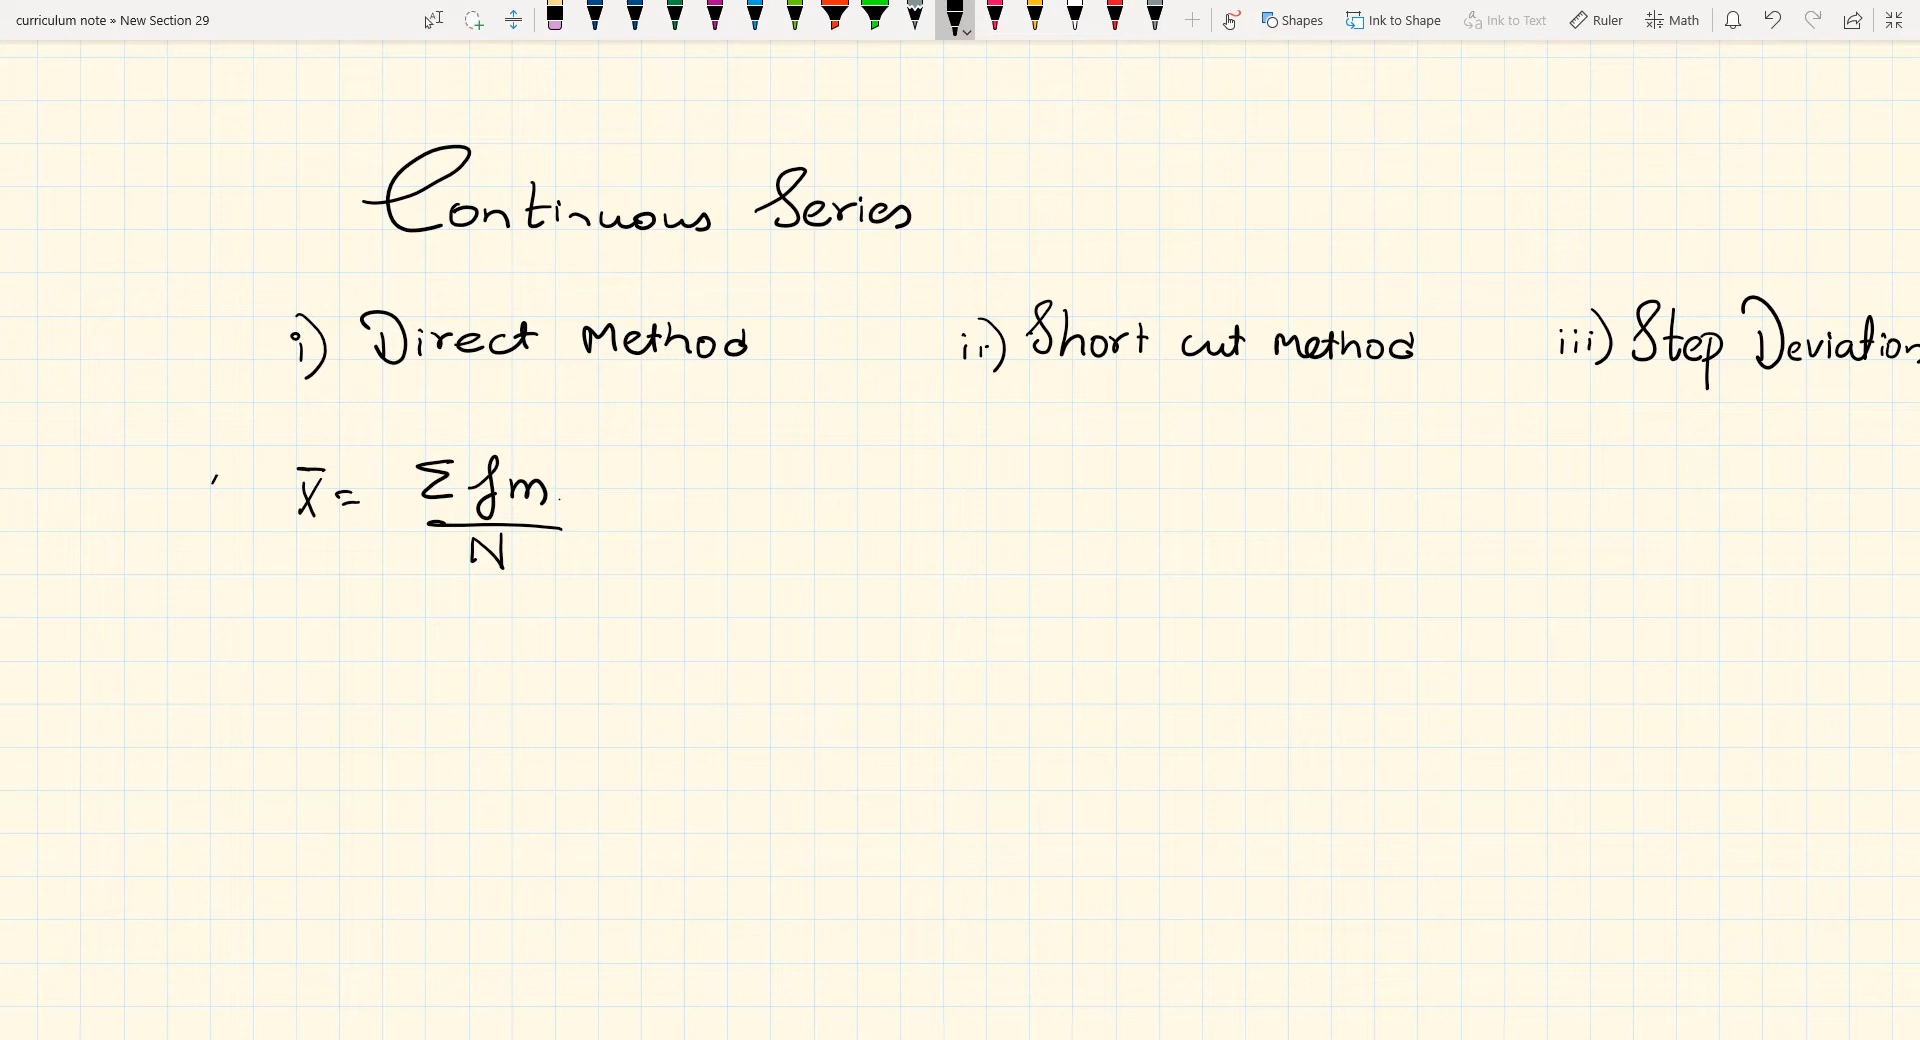 curriculum note » New Section 29
Shapes Ink to Shape Ink to Text Ruler Math
Continuous Series
i) Direct Method ii) Short cut method iii) Step Deviation
X̄ = Σfm
N